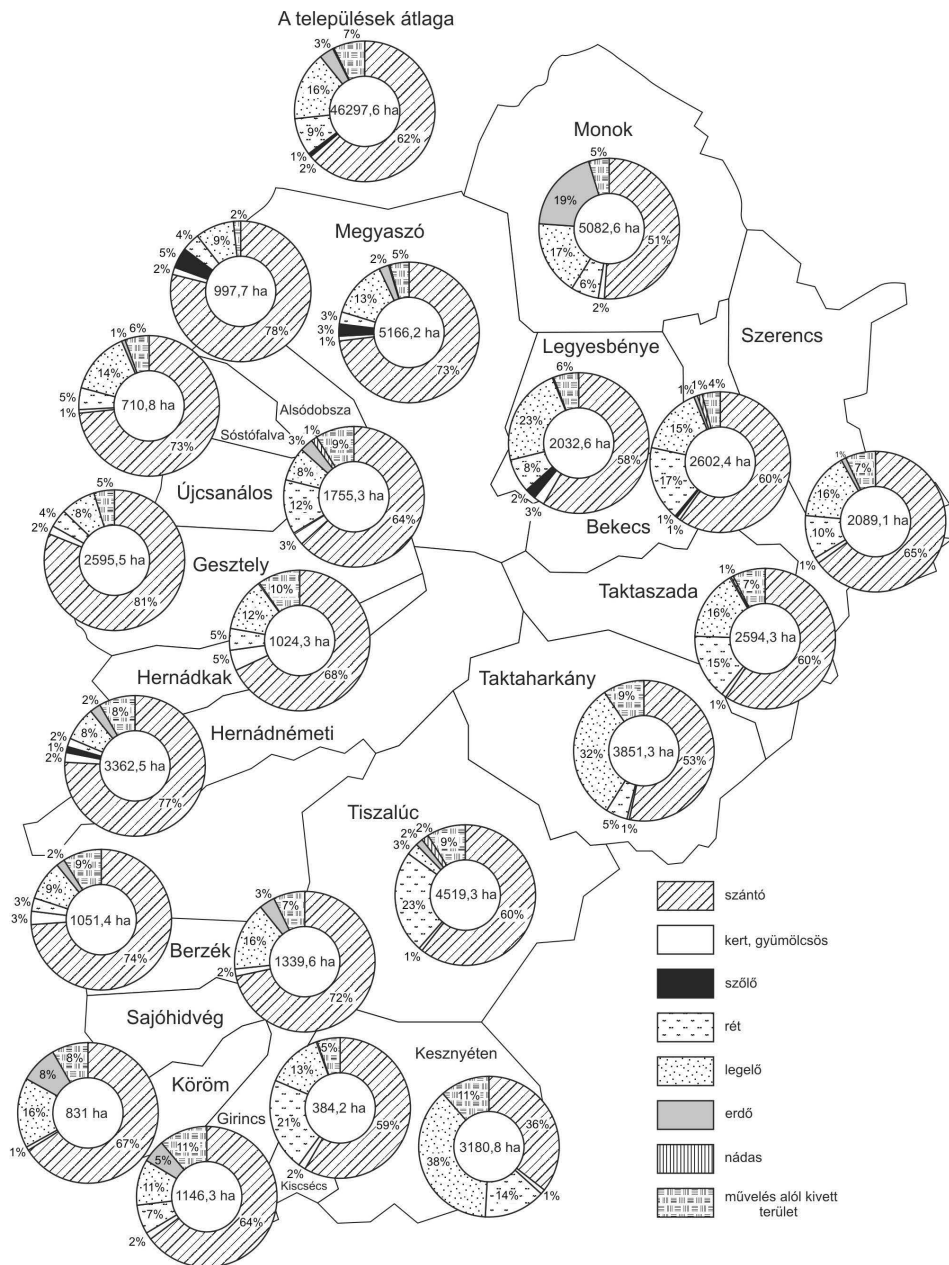 A települések átlaga
7%
3%
16%
46297,6 ha
9%
62%
1%
2%
Monok
5%
19%
5082,6 ha
51%
17%
6%
2%
2%
4%
9%
5%
2%
997,7 ha
78%
Megyaszó
5%
2%
13%
3%
3%
1%
5166,2 ha
73%
Szerencs
Legyesbénye
6%
23%
2032,6 ha
58%
8%
2%
3%
Bekecs
1%
1%
4%
15%
2602,4 ha
17%
60%
1%
1%
1%
7%
16%
2089,1 ha
10%
65%
1%
1%
6%
14%
710,8 ha
5%
1%
73%
Sóstófalva
Alsódobsza
1%
3%
9%
8%
1755,3 ha
12%
64%
3%
Újcsanálos
5%
8%
4%
2%
2595,5 ha
81%
Gesztely
10%
12%
1024,3 ha
5%
5%
68%
Taktaszada
1%
7%
16%
2594,3 ha
15%
60%
1%
Hernádkak
Taktaharkány
9%
32%
3851,3 ha
53%
5%
1%
Hernádnémeti
2%
8%
8%
2%
1%
2%
3362,5 ha
77%
Tiszalúc
2%
2%
3%
9%
23%
4519,3 ha
60%
1%
2%
9%
9%
3%
3%
1051,4 ha
74%
Berzék
3%
7%
16%
1339,6 ha
2%
72%
Sajóhidvég
8%
8%
16%
831 ha
67%
1%
Köröm
Girincs
5%
13%
384,2 ha
21%
59%
2%
Kiscsécs
Kesznyéten
11%
36%
38%
3180,8 ha
14%
1%
11%
5%
11%
1146,3 ha
7%
64%
2%
szántó
kert, gyümölcsös
szőlő
rét
legelő
erdő
nádas
művelés alól kivett
terület